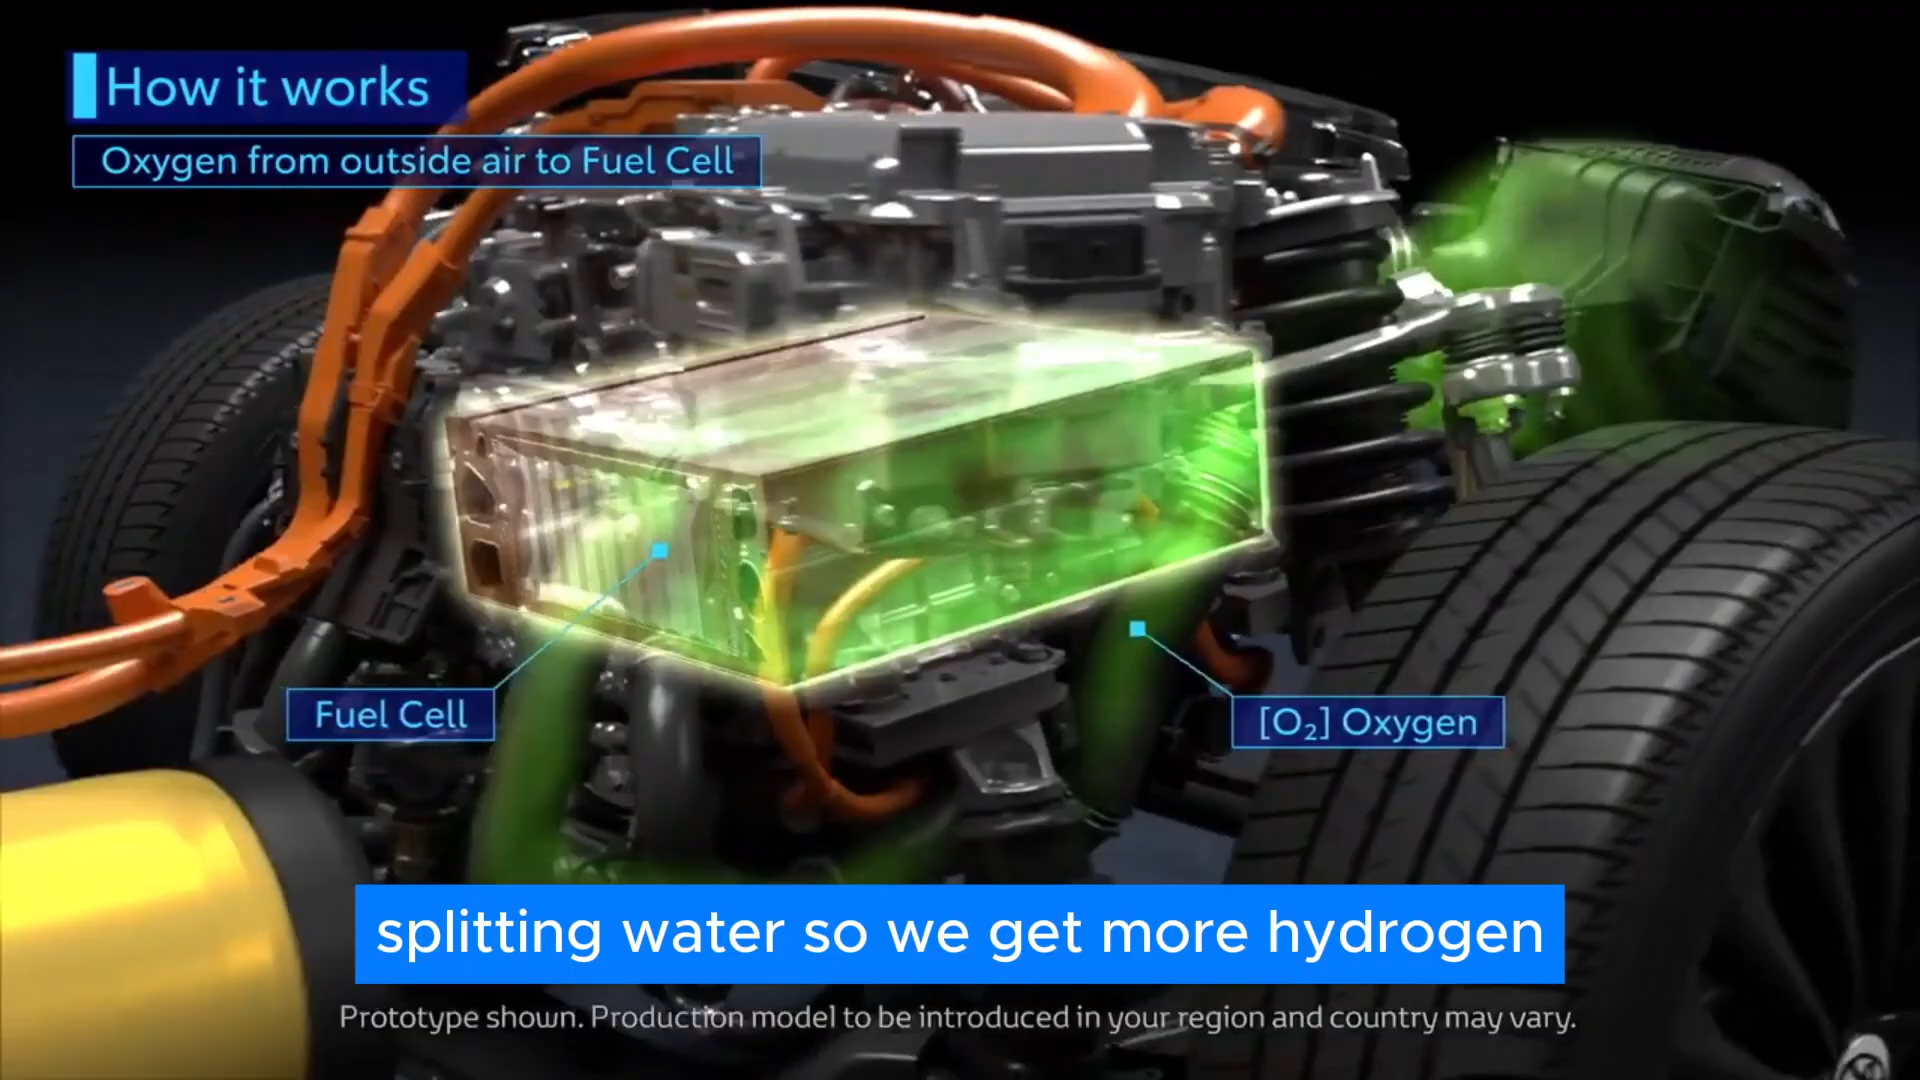 How it works
Oxygen from outside air to Fuel Cell
Fuel Cell
[O₂] Oxygen
splitting water so we get more hydrogen
Prototype shown. Production model to be introduced in your region and country may vary.